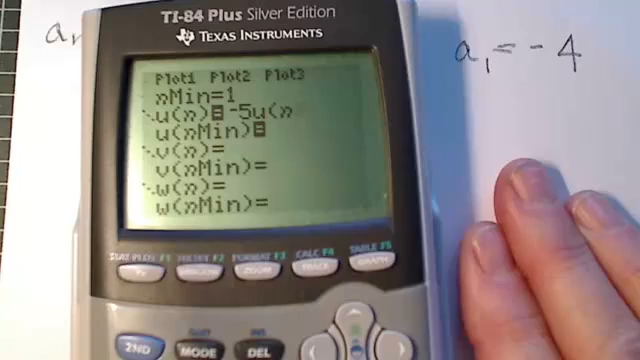 TI-84 Plus Silver Edition
TEXAS INSTRUMENTS
a₁ = -4
Plot1 Plot2 Plot3
nMin=1
u(n)=-5u(n
u(nMin)=
v(n)=
v(nMin)=
w(n)=
w(nMin)=
STAT PLOT F1 TBLSET F2 FORMAT F3 CALC F4 TABLE F5
Y= WINDOW ZOOM TRACE GRAPH
QUIT INS
2ND MODE DEL